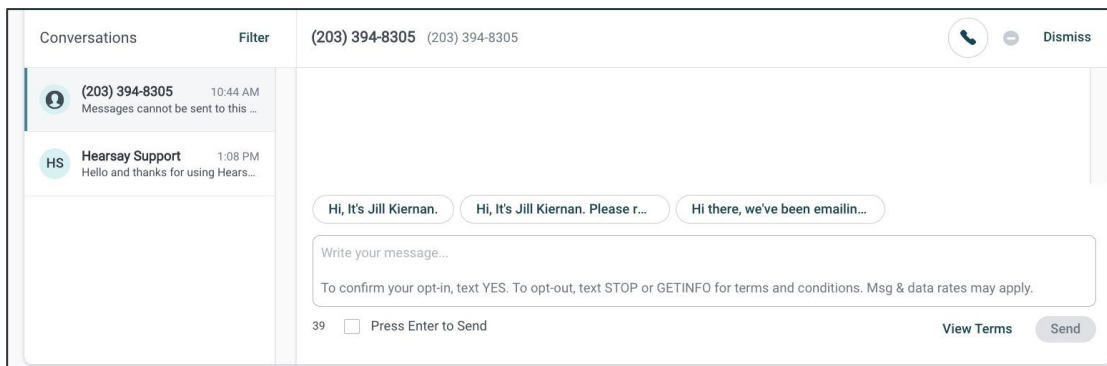 Conversations
Filter
(203) 394-8305
10:44 AM
Messages cannot be sent to this ...
HS
Hearsay Support
1:08 PM
Hello and thanks for using Hears...
(203) 394-8305 (203) 394-8305
Dismiss
Hi, It's Jill Kiernan.
Hi, It's Jill Kiernan. Please r...
Hi there, we've been emailin...
Write your message...
To confirm your opt-in, text YES. To opt-out, text STOP or GETINFO for terms and conditions. Msg & data rates may apply.
39
Press Enter to Send
View Terms
Send